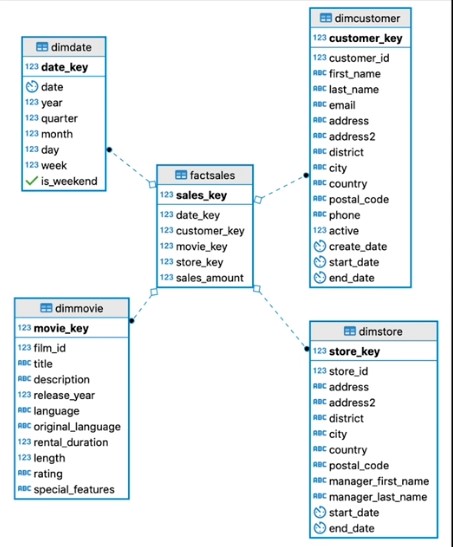 dimdate
123 date_key
date
123 year
123 quarter
123 month
123 day
123 week
is_weekend
dimcustomer
123 customer_key
123 customer_id
ABC first_name
ABC last_name
ABC email
ABC address
ABC address2
ABC district
ABC city
ABC country
ABC postal_code
ABC phone
123 active
create_date
start_date
end_date
factsales
123 sales_key
123 date_key
123 customer_key
123 movie_key
123 store_key
123 sales_amount
dimmovie
123 movie_key
123 film_id
ABC title
ABC description
123 release_year
ABC language
ABC original_language
123 rental_duration
123 length
ABC rating
ABC special_features
dimstore
123 store_key
123 store_id
ABC address
ABC address2
ABC district
ABC city
ABC country
ABC postal_code
ABC manager_first_name
ABC manager_last_name
start_date
end_date